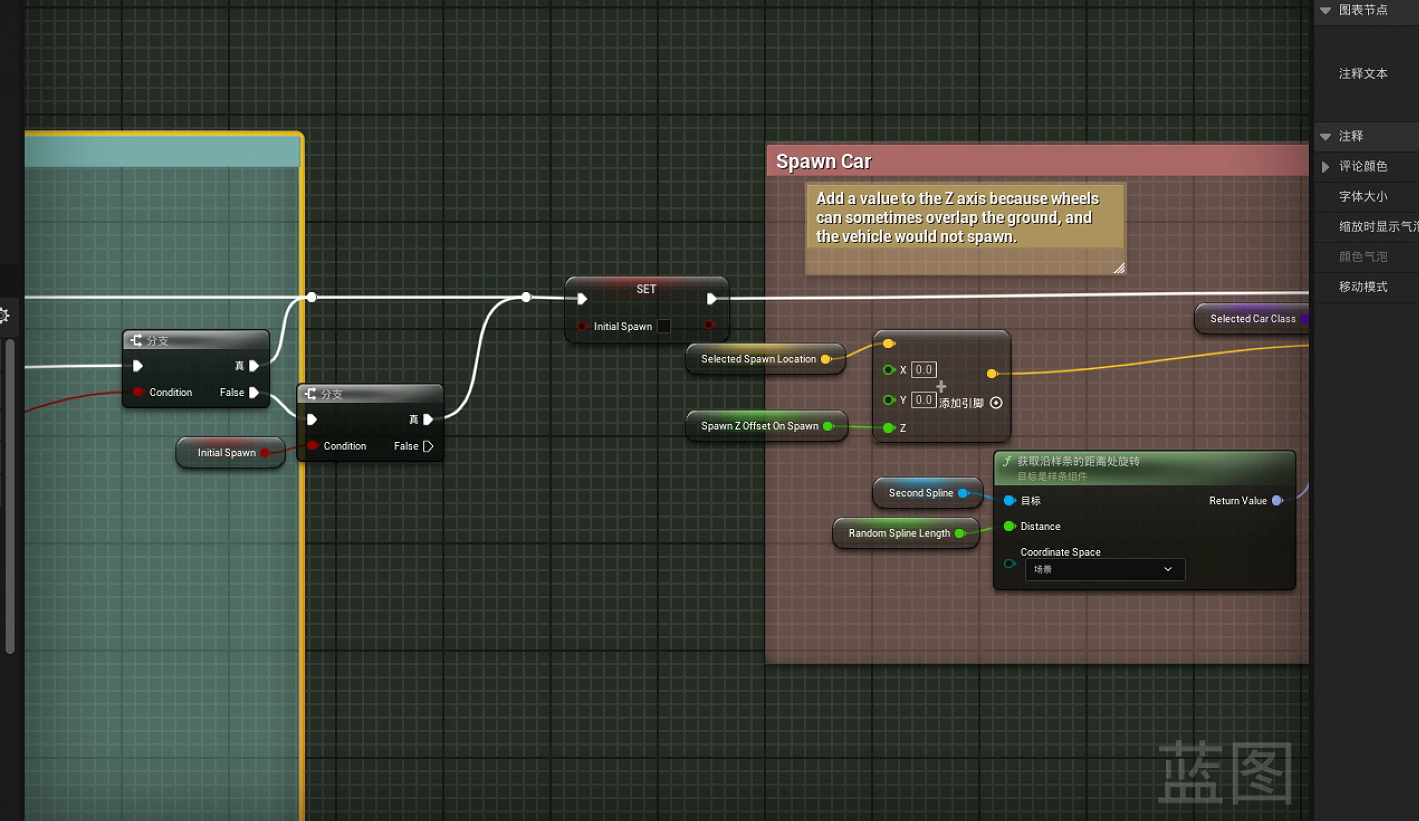 图表节点
注释文本
注释
评论颜色
字体大小
缩放时显示气泡
颜色气泡
移动模式
Spawn Car
Add a value to the Z axis because wheels
can sometimes overlap the ground, and
the vehicle would not spawn.
SET
Initial Spawn
分支
真
Condition
False
Initial Spawn
分支
真
Condition
False
Selected Car Class
Selected Spawn Location
X 0.0
Y 0.0
添加引脚
Z
Spawn Z Offset On Spawn
获取沿样条的距离处旋转
目标是样条组件
Second Spline
目标
Return Value
Random Spline Length
Distance
Coordinate Space
场景
蓝图